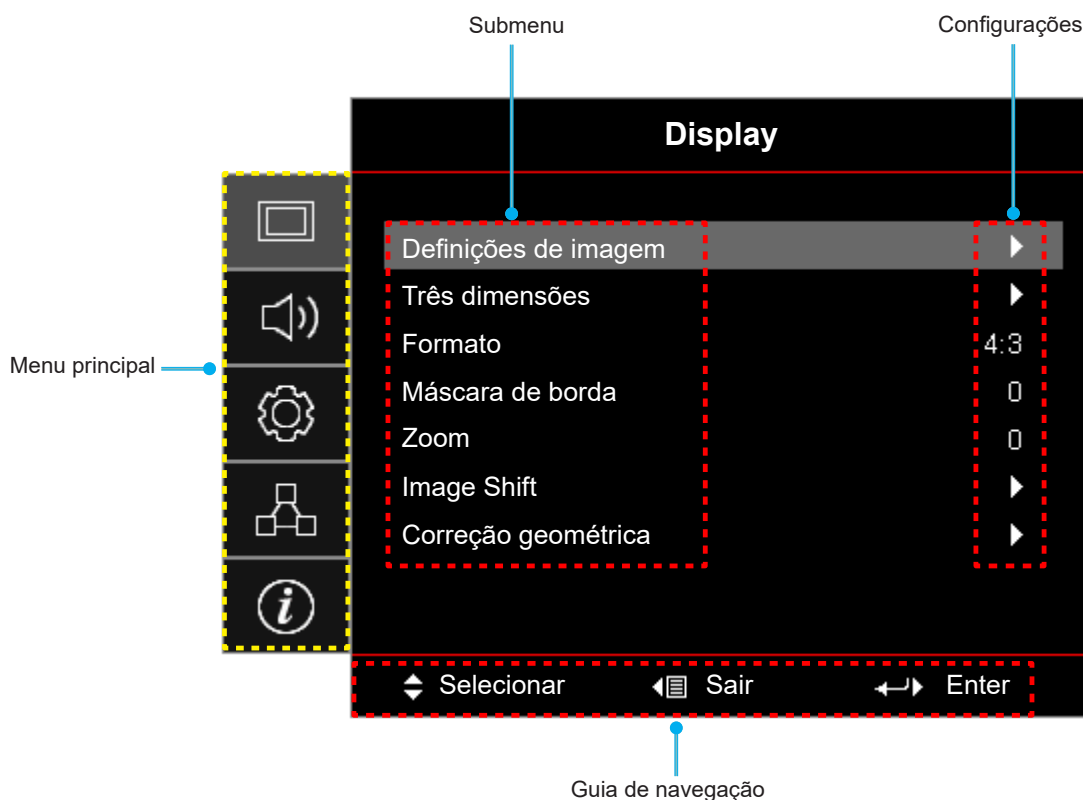 Submenu
Configurações
Display
Definições de imagem
Três dimensões
Formato 4:3
Máscara de borda 0
Zoom 0
Image Shift
Correção geométrica
Menu principal
Selecionar Sair Enter
Guia de navegação